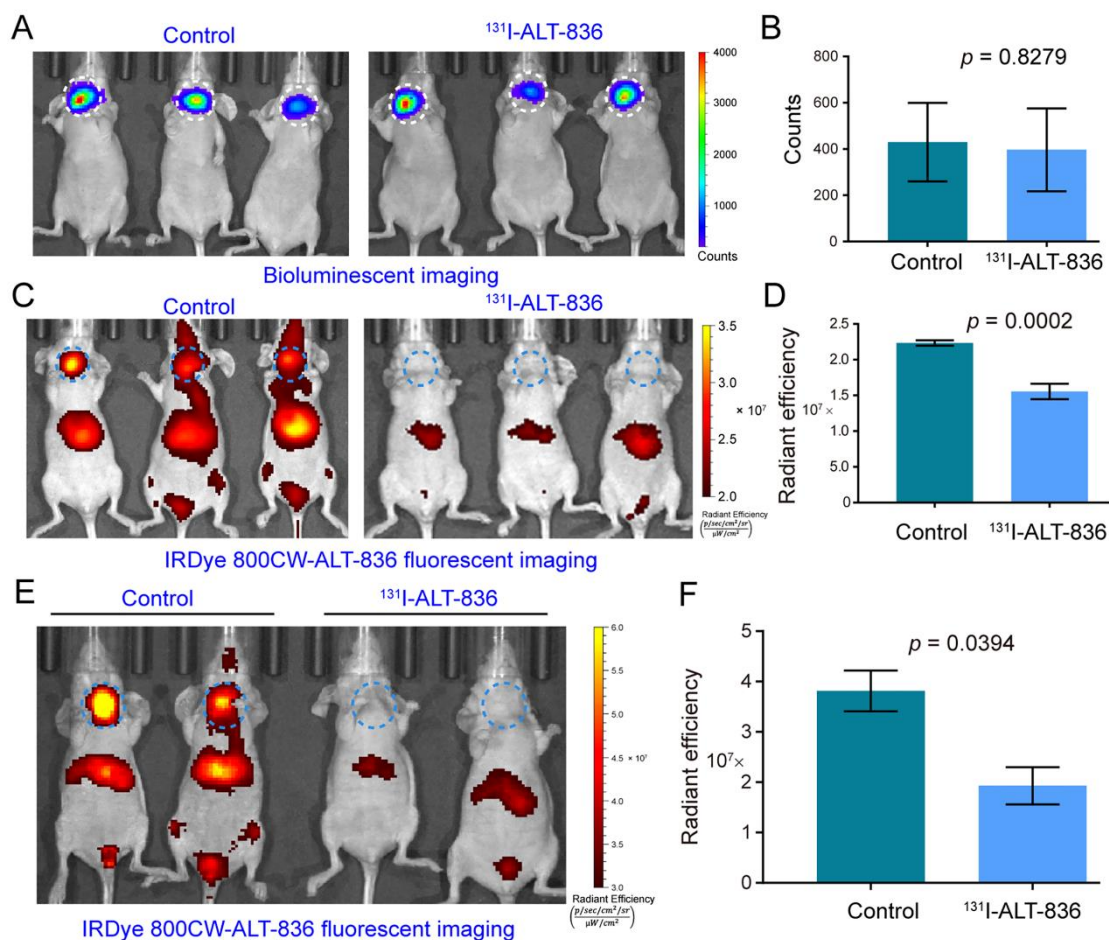 A
Control
¹³¹I-ALT-836
4000
3000
2000
1000
Counts
Bioluminescent imaging
B
p = 0.8279
Counts
800
600
400
200
0
Control
¹³¹I-ALT-836
C
Control
¹³¹I-ALT-836
3.5
3.0
× 10⁷
2.5
2.0
Radiant Efficiency
(p/sec/cm²/sr / µW/cm²)
IRDye 800CW-ALT-836 fluorescent imaging
D
p = 0.0002
Radiant efficiency
10⁷×
2.5
2.0
1.5
1.0
5.0
0
Control
¹³¹I-ALT-836
E
Control
¹³¹I-ALT-836
6.0
5.0
4.5 × 10⁷
4.0
3.5
3.0
Radiant Efficiency
(p/sec/cm²/sr / µW/cm²)
IRDye 800CW-ALT-836 fluorescent imaging
F
p = 0.0394
Radiant efficiency
10⁷×
5
4
3
2
1
0
Control
¹³¹I-ALT-836